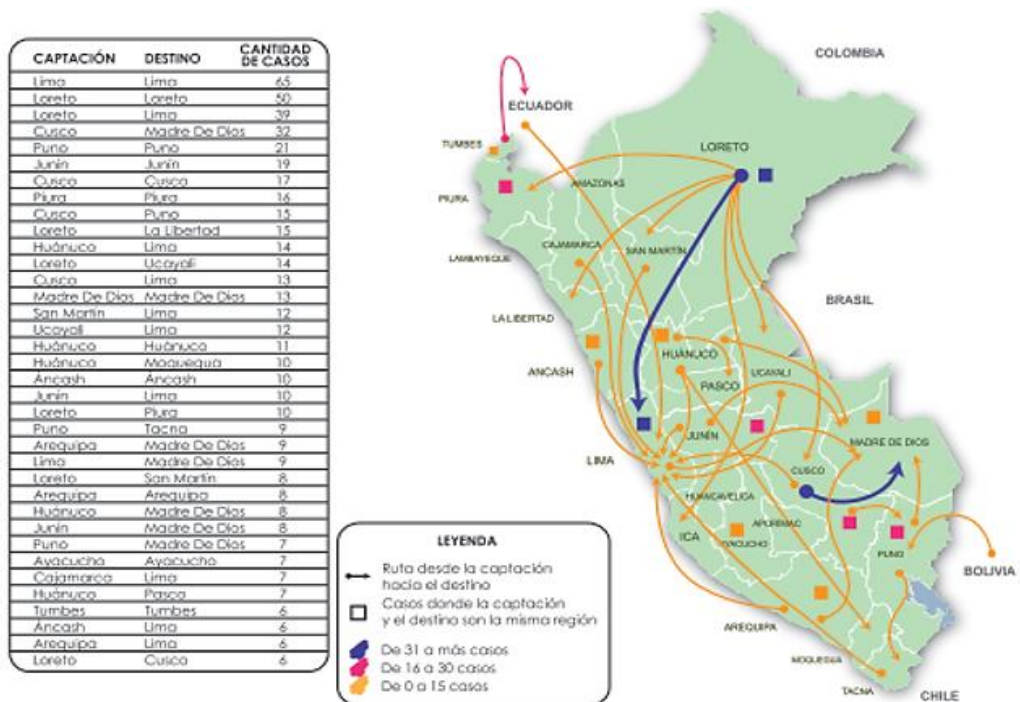 CAPTACIÓN DESTINO CANTIDAD DE CASOS
Lima Lima 65
Loreto Loreto 50
Loreto Lima 39
Cusco Madre De Dios 32
Puno Puno 21
Junín Junín 19
Cusco Cusco 17
Piura Piura 16
Cusco Puno 15
Loreto La Libertad 15
Huánuco Lima 14
Loreto Ucayali 14
Cusco Lima 13
Madre De Dios Madre De Dios 13
San Martín Lima 12
Ucayali Lima 12
Huánuco Huánuco 11
Huánuco Moquegua 10
Áncash Áncash 10
Junín Lima 10
Loreto Piura 10
Puno Tacna 9
Arequipa Madre De Dios 9
Lima Madre De Dios 9
Loreto San Martín 8
Arequipa Arequipa 8
Huánuco Madre De Dios 8
Junín Madre De Dios 8
Puno Madre De Dios 7
Ayacucho Ayacucho 7
Cajamarca Lima 7
Huánuco Pasco 7
Tumbes Tumbes 6
Áncash Lima 6
Arequipa Lima 6
Loreto Cusco 6
COLOMBIA
ECUADOR
TUMBES
LORETO
AMAZONAS
PIURA
CAJAMARCA
SAN MARTÍN
LAMBAYEQUE
BRASIL
LA LIBERTAD
HUÁNUCO
ANCASH
PASCO
UCAYALI
JUNÍN
MADRE DE DIOS
LIMA
CUSCO
HUANCAVELICA
APURIMAC
ICA
AYACUCHO
PUNO
BOLIVIA
AREQUIPA
MOQUEGUA
TACNA
CHILE
LEYENDA
Ruta desde la captación
hacia el destino
Casos donde la captación
y el destino son la misma región
De 31 a más casos
De 16 a 30 casos
De 0 a 15 casos